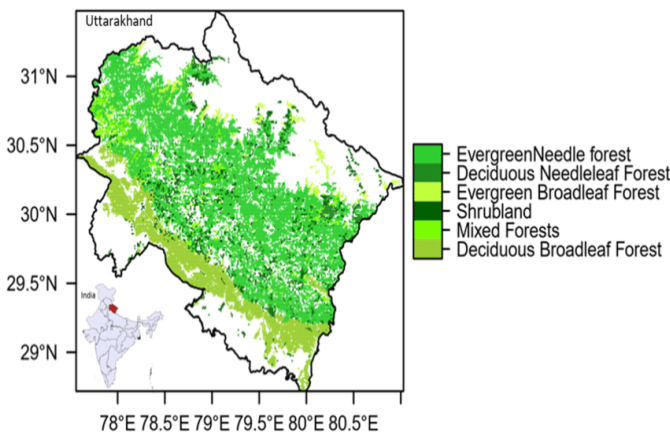 Uttarakhand
31°N
30.5°N
30°N
29.5°N
29°N
India
78°E 78.5°E 79°E 79.5°E 80°E 80.5°E
EvergreenNeedle forest
Deciduous Needleleaf Forest
Evergreen Broadleaf Forest
Shrubland
Mixed Forests
Deciduous Broadleaf Forest